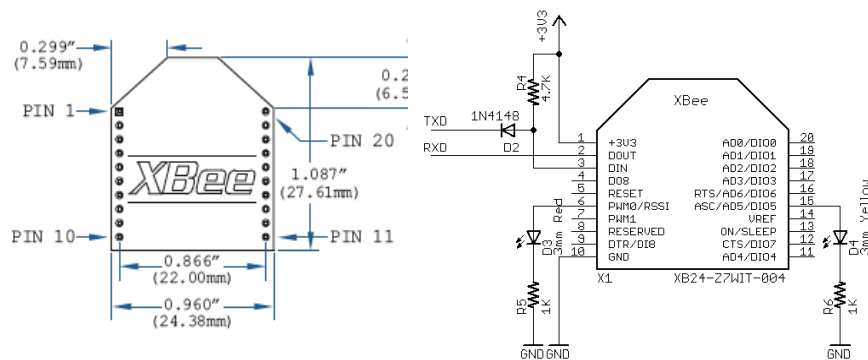 0.299"
(7.59mm)
PIN 1
PIN 20
XBee
1.087"
(27.61mm)
PIN 10
PIN 11
0.866"
(22.00mm)
0.960"
(24.38mm)
+3V3
R4
4.7K
XBee
TXD
1N4148
D2
RXD
1 +3V3 AD0/DIO0 20
2 DOUT AD1/DIO1 19
3 DIN AD2/DIO2 18
4 DO8 AD3/DIO3 17
5 RESET RTS/AD6/DIO6 16
6 PWM0/RSSI ASC/AD5/DIO5 15
7 PWM1 VREF 14
8 RESERVED ON/SLEEP 13
9 DTR/DI8 CTS/DIO7 12
10 GND AD4/DIO4 11
X1 XB24-Z7WIT-004
D3
3mm Red
R5
1K
GND
GND
D4
3mm Yellow
R6
1K
GND